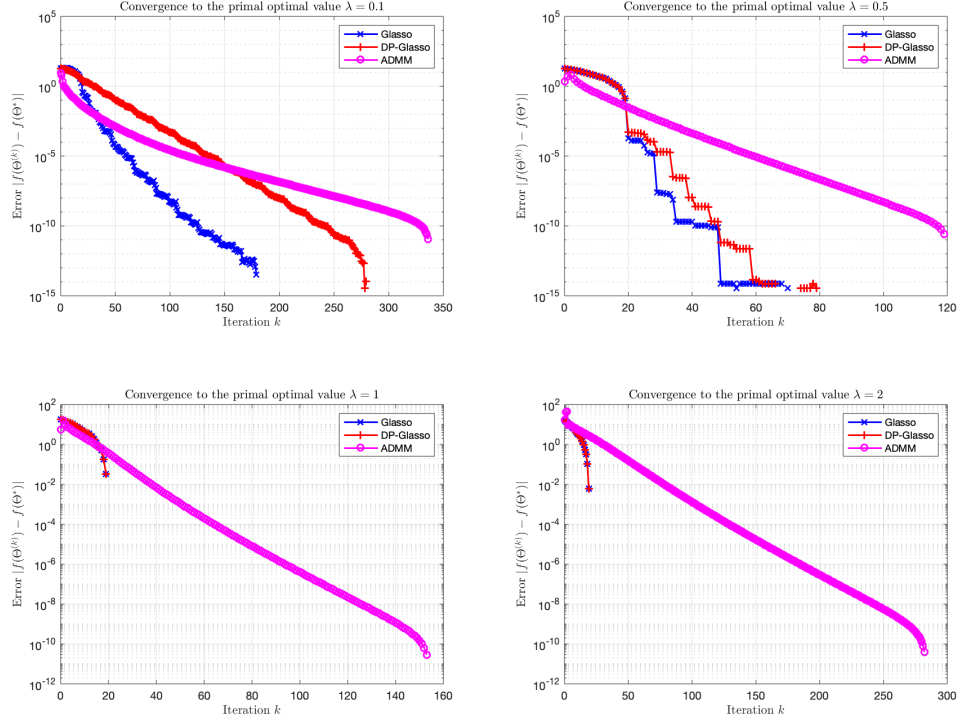 Convergence to the primal optimal value λ = 0.1
Error |f(Θ^(k)) − f(Θ*)|
10^5
10^0
10^-5
10^-10
10^-15
0 50 100 150 200 250 300 350
Iteration k
Glasso
DP-Glasso
ADMM
Convergence to the primal optimal value λ = 0.5
Error |f(Θ^(k)) − f(Θ*)|
10^5
10^0
10^-5
10^-10
10^-15
0 20 40 60 80 100 120
Iteration k
Glasso
DP-Glasso
ADMM
Convergence to the primal optimal value λ = 1
Error |f(Θ^(k)) − f(Θ*)|
10^2
10^0
10^-2
10^-4
10^-6
10^-8
10^-10
10^-12
0 20 40 60 80 100 120 140 160
Iteration k
Glasso
DP-Glasso
ADMM
Convergence to the primal optimal value λ = 2
Error |f(Θ^(k)) − f(Θ*)|
10^2
10^0
10^-2
10^-4
10^-6
10^-8
10^-10
10^-12
0 50 100 150 200 250 300
Iteration k
Glasso
DP-Glasso
ADMM